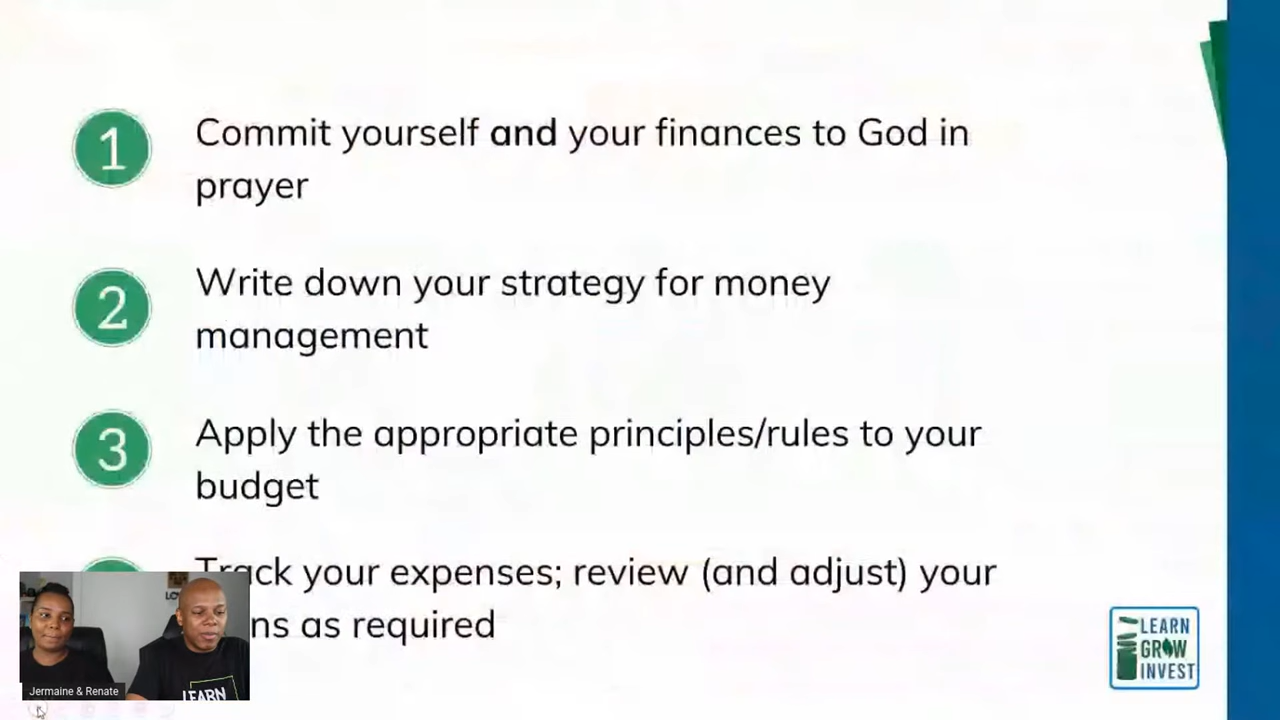 1
Commit yourself and your finances to God in
prayer
2
Write down your strategy for money
management
3
Apply the appropriate principles/rules to your
budget
Track your expenses; review (and adjust) your
as required
Jermaine & Renate
LEARN
LEARN
GROW
INVEST